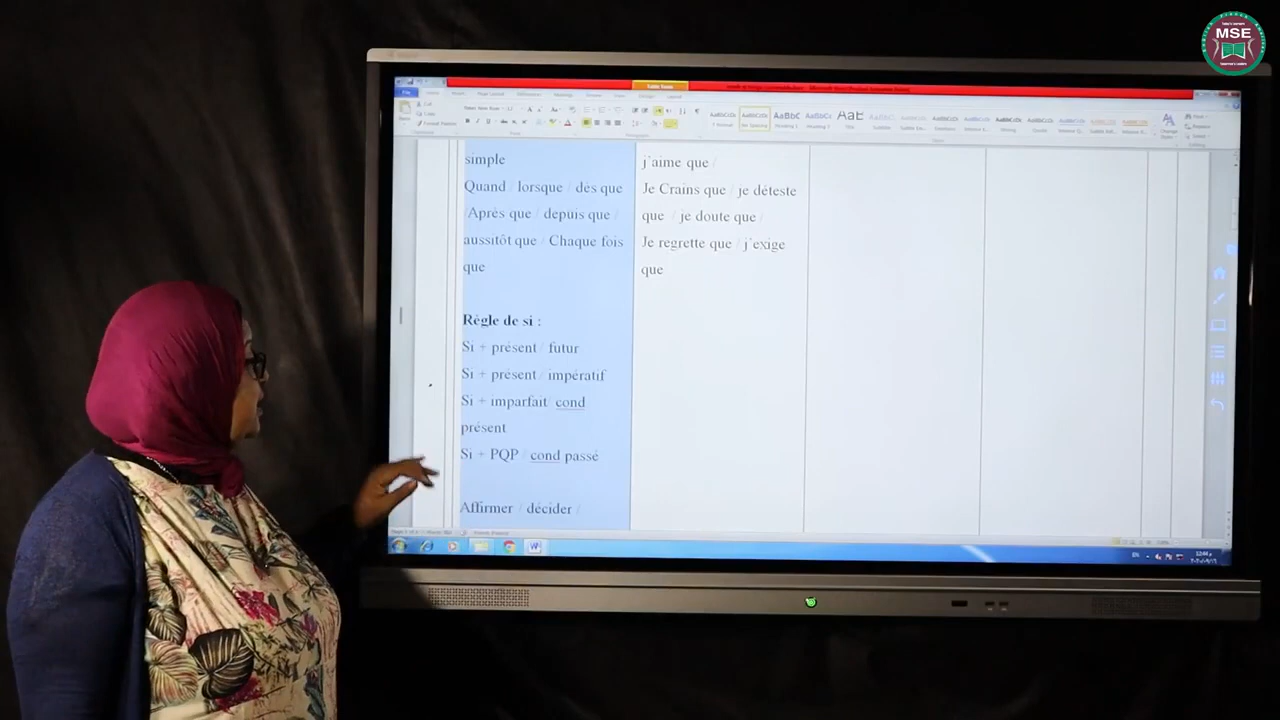 MSE
simple
Quand / lorsque / dès que
/Après que / depuis que /
aussitôt que / Chaque fois
que
Règle de si :
Si + présent / futur
Si + présent / impératif
Si + imparfait/ cond
présent
Si + PQP / cond passé
Affirmer / décider /
j'aime que /
Je Crains que / je déteste
que / je doute que /
Je regrette que / j'exige
que